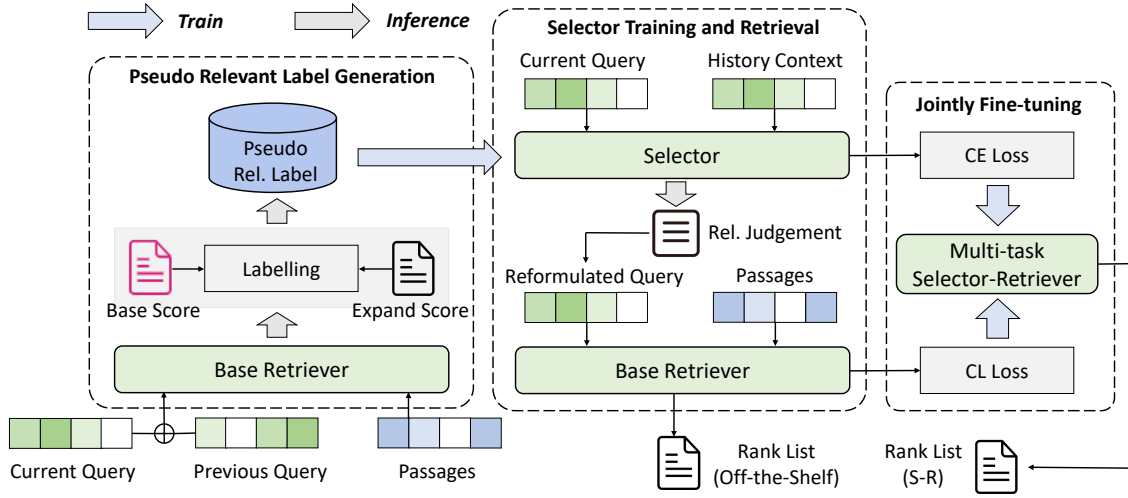 Train
Inference
Pseudo Relevant Label Generation
Pseudo
Rel. Label
Labelling
Base Score
Expand Score
Base Retriever
Current Query
Previous Query
Passages
Selector Training and Retrieval
Current Query
History Context
Selector
Rel. Judgement
Reformulated Query
Passages
Base Retriever
Rank List
(Off-the-Shelf)
Jointly Fine-tuning
CE Loss
Multi-task
Selector-Retriever
CL Loss
Rank List
(S-R)